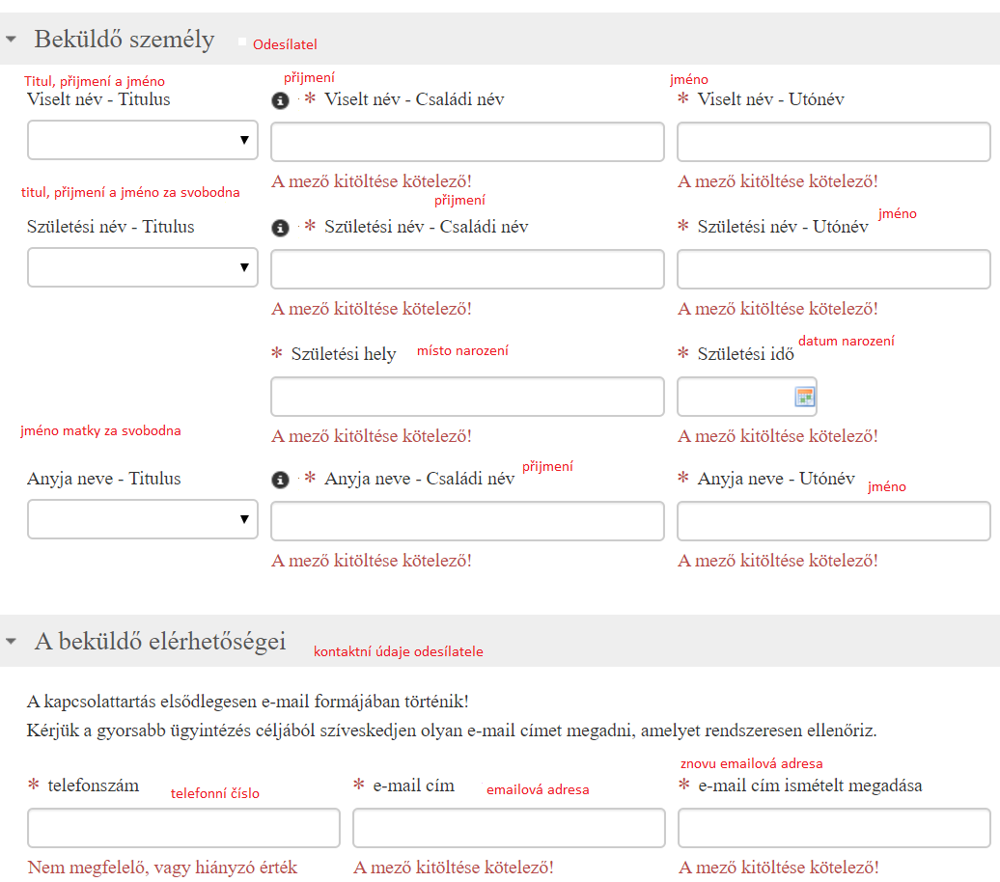 Beküldő személy Odesílatel
Titul, přijmení a jméno přijmení jméno
Viselt név - Titulus * Viselt név - Családi név * Viselt név - Utónév
A mező kitöltése kötelező! A mező kitöltése kötelező!
titul, přijmení a jméno za svobodna přijmení jméno
Születési név - Titulus * Születési név - Családi név * Születési név - Utónév
A mező kitöltése kötelező! A mező kitöltése kötelező!
* Születési hely místo narození * Születési idő datum narození
A mező kitöltése kötelező! A mező kitöltése kötelező!
jméno matky za svobodna
Anyja neve - Titulus * Anyja neve - Családi név přijmení * Anyja neve - Utónév jméno
A mező kitöltése kötelező! A mező kitöltése kötelező!
A beküldő elérhetőségei kontaktní údaje odesílatele
A kapcsolattartás elsődlegesen e-mail formájában történik!
Kérjük a gyorsabb ügyintézés céljából szíveskedjen olyan e-mail címet megadni, amelyet rendszeresen ellenőriz.
znovu emailová adresa
* telefonszám telefonní číslo * e-mail cím emailová adresa * e-mail cím ismételt megadása
Nem megfelelő, vagy hiányzó érték A mező kitöltése kötelező! A mező kitöltése kötelező!